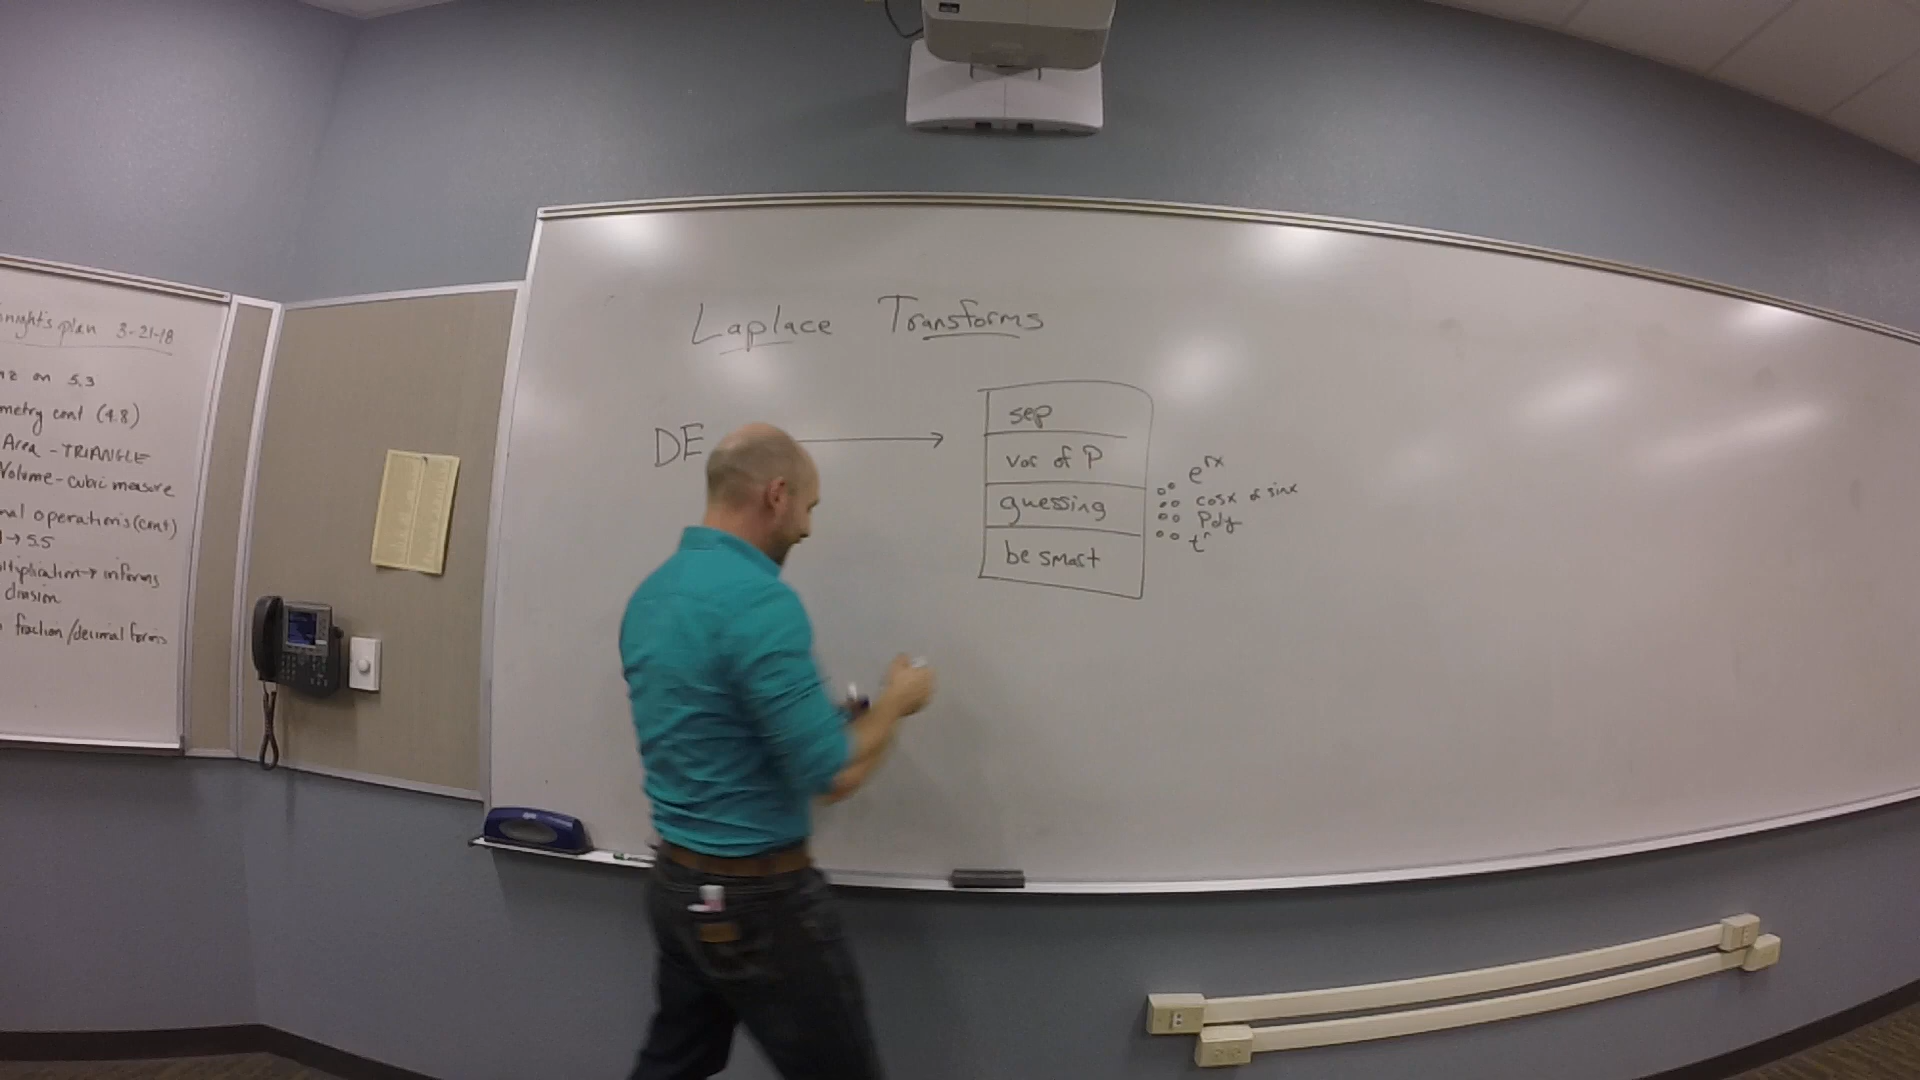 night's plan 3-21-18
on 5.3
metry cont (4.8)
Area - TRIANGLE
Volume - cubic measure
nal operations (cont)
→ 5.5
ltiplication → informs
division
fraction/decimal forms
Laplace Transforms
DE
sep
var of P
guessing
be smart
e^rx
cosx & sinx
Poly
t^n